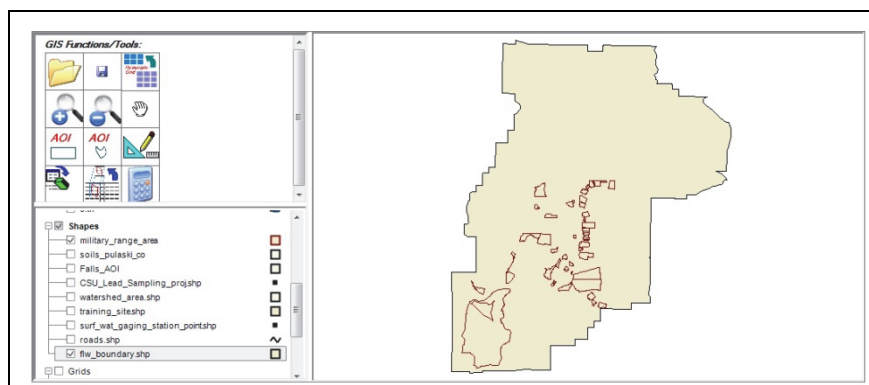 GIS Functions/Tools:
AOI AOI
Shapes
military_range_area
soils_pulaski_co
Falls_AOI
CSU_Lead_Sampling_proj.shp
watershed_area.shp
training_site.shp
surf_wat_gaging_station_point.shp
roads.shp
flw_boundary.shp
Grids